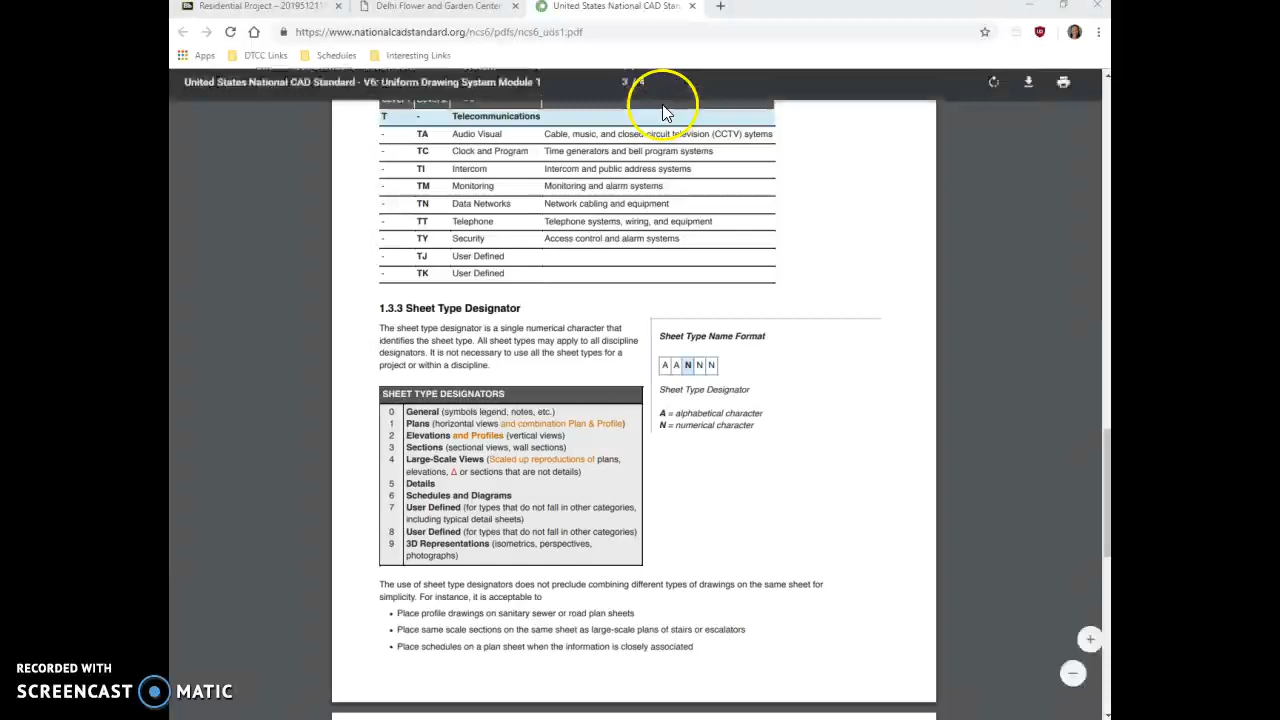 Residential Project – 2019512111
Delhi Flower and Garden Center
United States National CAD Stan
https://www.nationalcadstandard.org/ncs6/pdfs/ncs6_uds1.pdf
Apps DTCC Links Schedules Interesting Links
United States National CAD Standard - V6: Uniform Drawing System Module 1
T - Telecommunications
- TA Audio Visual Cable, music, and closed circuit television (CCTV) sytems
- TC Clock and Program Time generators and bell program systems
- TI Intercom Intercom and public address systems
- TM Monitoring Monitoring and alarm systems
- TN Data Networks Network cabling and equipment
- TT Telephone Telephone systems, wiring, and equipment
- TY Security Access control and alarm systems
- TJ User Defined
- TK User Defined
1.3.3 Sheet Type Designator
The sheet type designator is a single numerical character that
identifies the sheet type. All sheet types may apply to all discipline
designators. It is not necessary to use all the sheet types for a
project or within a discipline.
Sheet Type Name Format
A A N N N
Sheet Type Designator
A = alphabetical character
N = numerical character
SHEET TYPE DESIGNATORS
0 General (symbols legend, notes, etc.)
1 Plans (horizontal views and combination Plan & Profile)
2 Elevations and Profiles (vertical views)
3 Sections (sectional views, wall sections)
4 Large-Scale Views (Scaled up reproductions of plans,
elevations, Δ or sections that are not details)
5 Details
6 Schedules and Diagrams
7 User Defined (for types that do not fall in other categories,
including typical detail sheets)
8 User Defined (for types that do not fall in other categories)
9 3D Representations (isometrics, perspectives,
photographs)
The use of sheet type designators does not preclude combining different types of drawings on the same sheet for
simplicity. For instance, it is acceptable to
• Place profile drawings on sanitary sewer or road plan sheets
• Place same scale sections on the same sheet as large-scale plans of stairs or escalators
• Place schedules on a plan sheet when the information is closely associated
RECORDED WITH
SCREENCAST MATIC